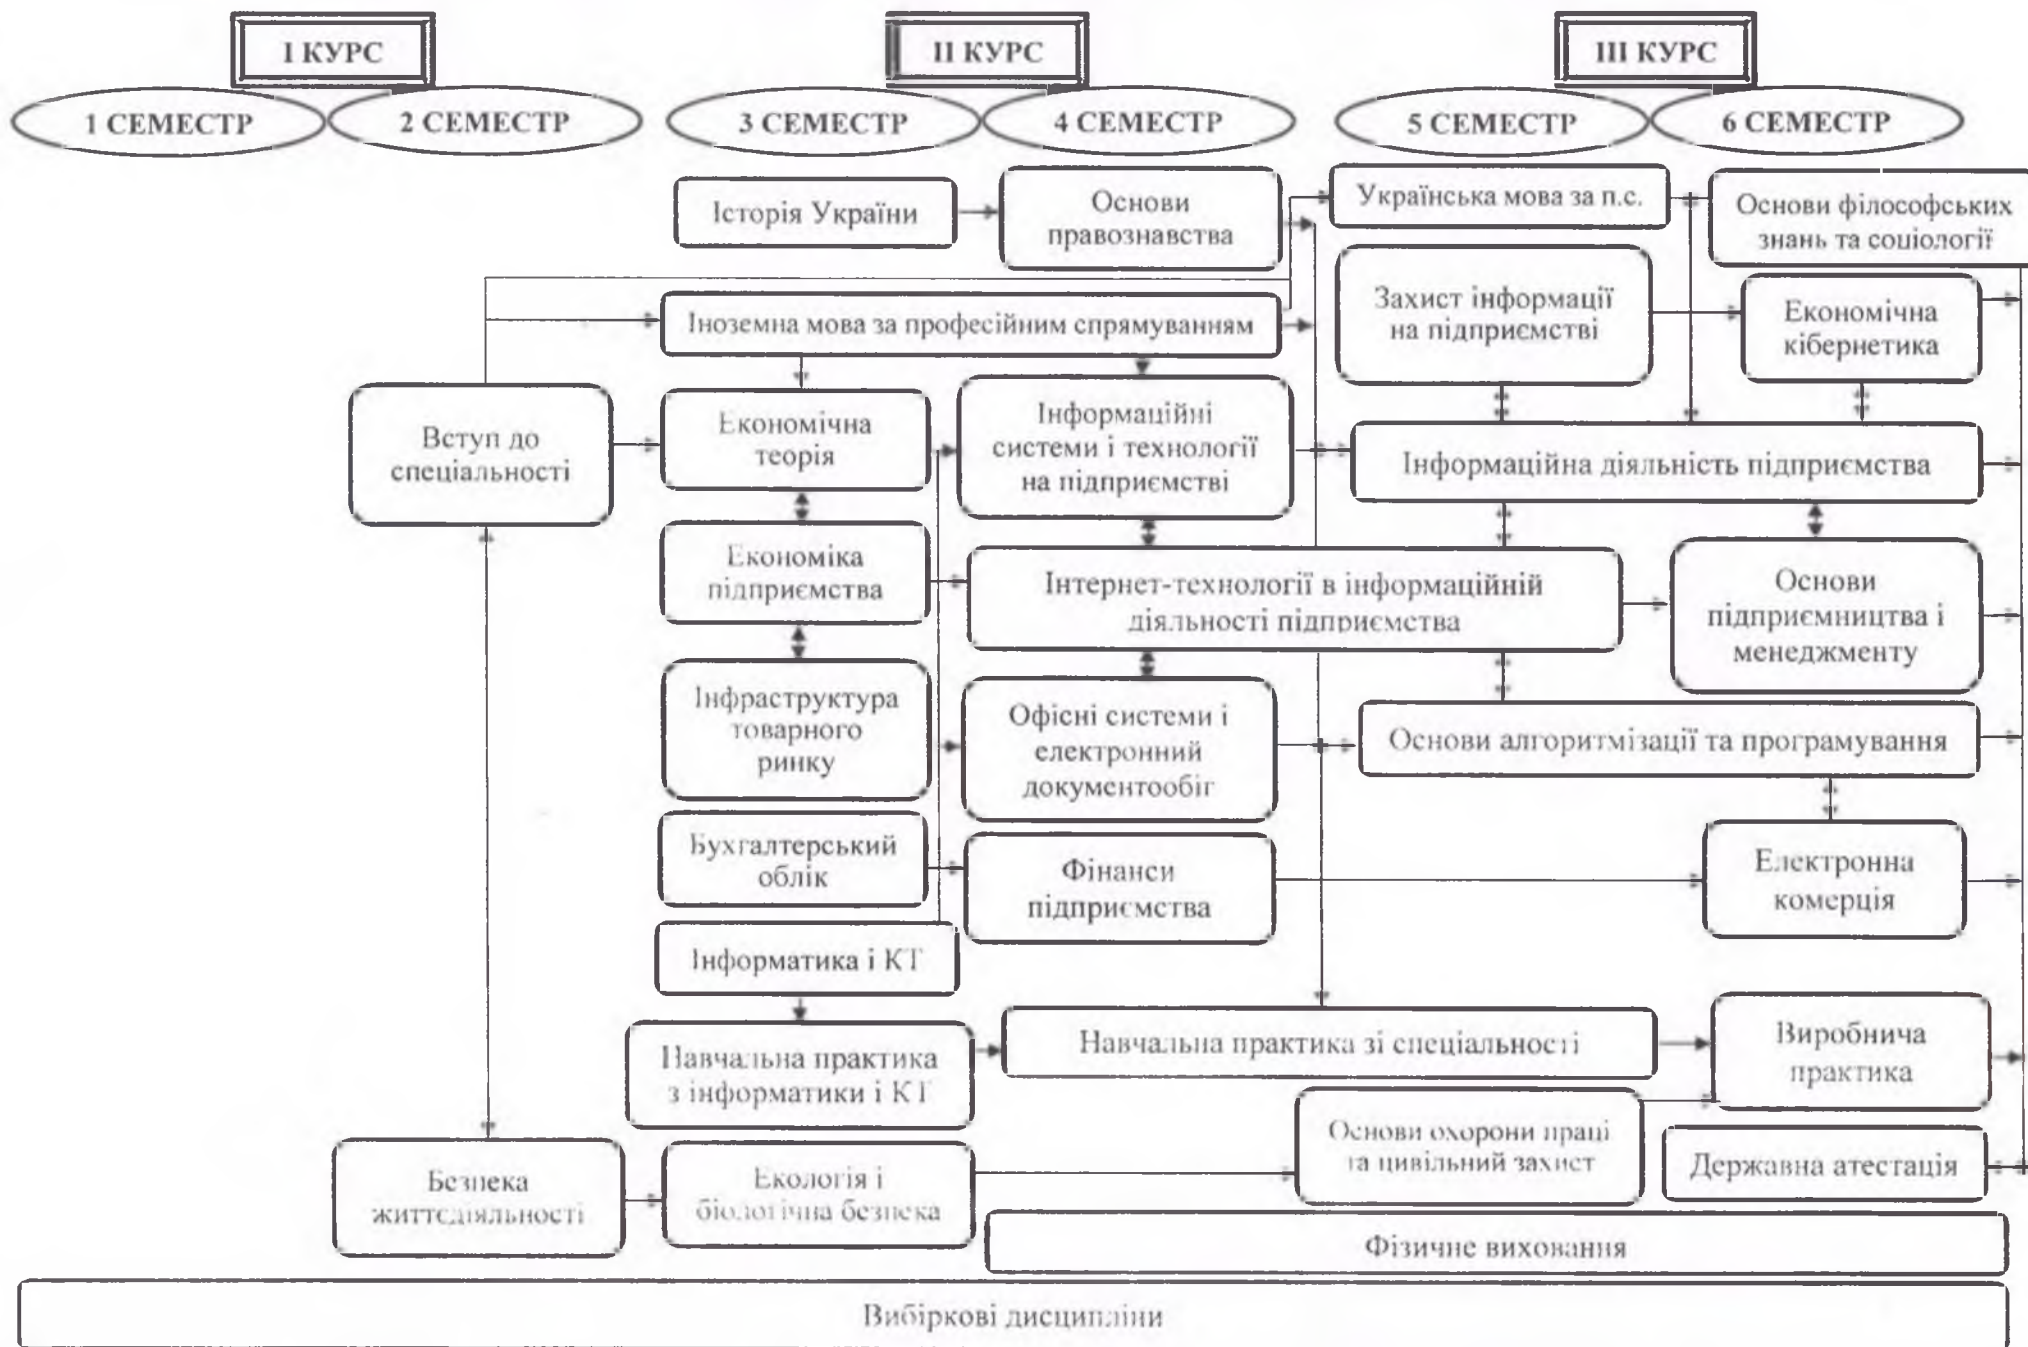 І КУРС
ІІ КУРС
ІІІ КУРС
1 СЕМЕСТР
2 СЕМЕСТР
3 СЕМЕСТР
4 СЕМЕСТР
5 СЕМЕСТР
6 СЕМЕСТР
Історія України
Основи
правознавства
Українська мова за п.с.
Основи філософських
знань та соціології
Іноземна мова за професійним спрямуванням
Захист інформації
на підприємстві
Економічна
кібернетика
Вступ до
спеціальності
Економічна
теорія
Інформаційні
системи і технології
на підприємстві
Інформаційна діяльність підприємства
Економіка
підприємства
Інтернет-технології в інформаційній
діяльності підприємства
Основи
підприємництва і
менеджменту
Інфраструктура
товарного
ринку
Офісні системи і
електронний
документообіг
Основи алгоритмізації та програмування
Бухгалтерський
облік
Фінанси
підприємства
Електронна
комерція
Інформатика і КТ
Навчальна практика
з інформатики і КТ
Навчальна практика зі спеціальності
Виробнича
практика
Основи охорони праці
та цивільний захист
Державна атестація
Безпека
життєдіяльності
Екологія і
біологічна безпека
Фізичне виховання
Вибіркові дисципліни